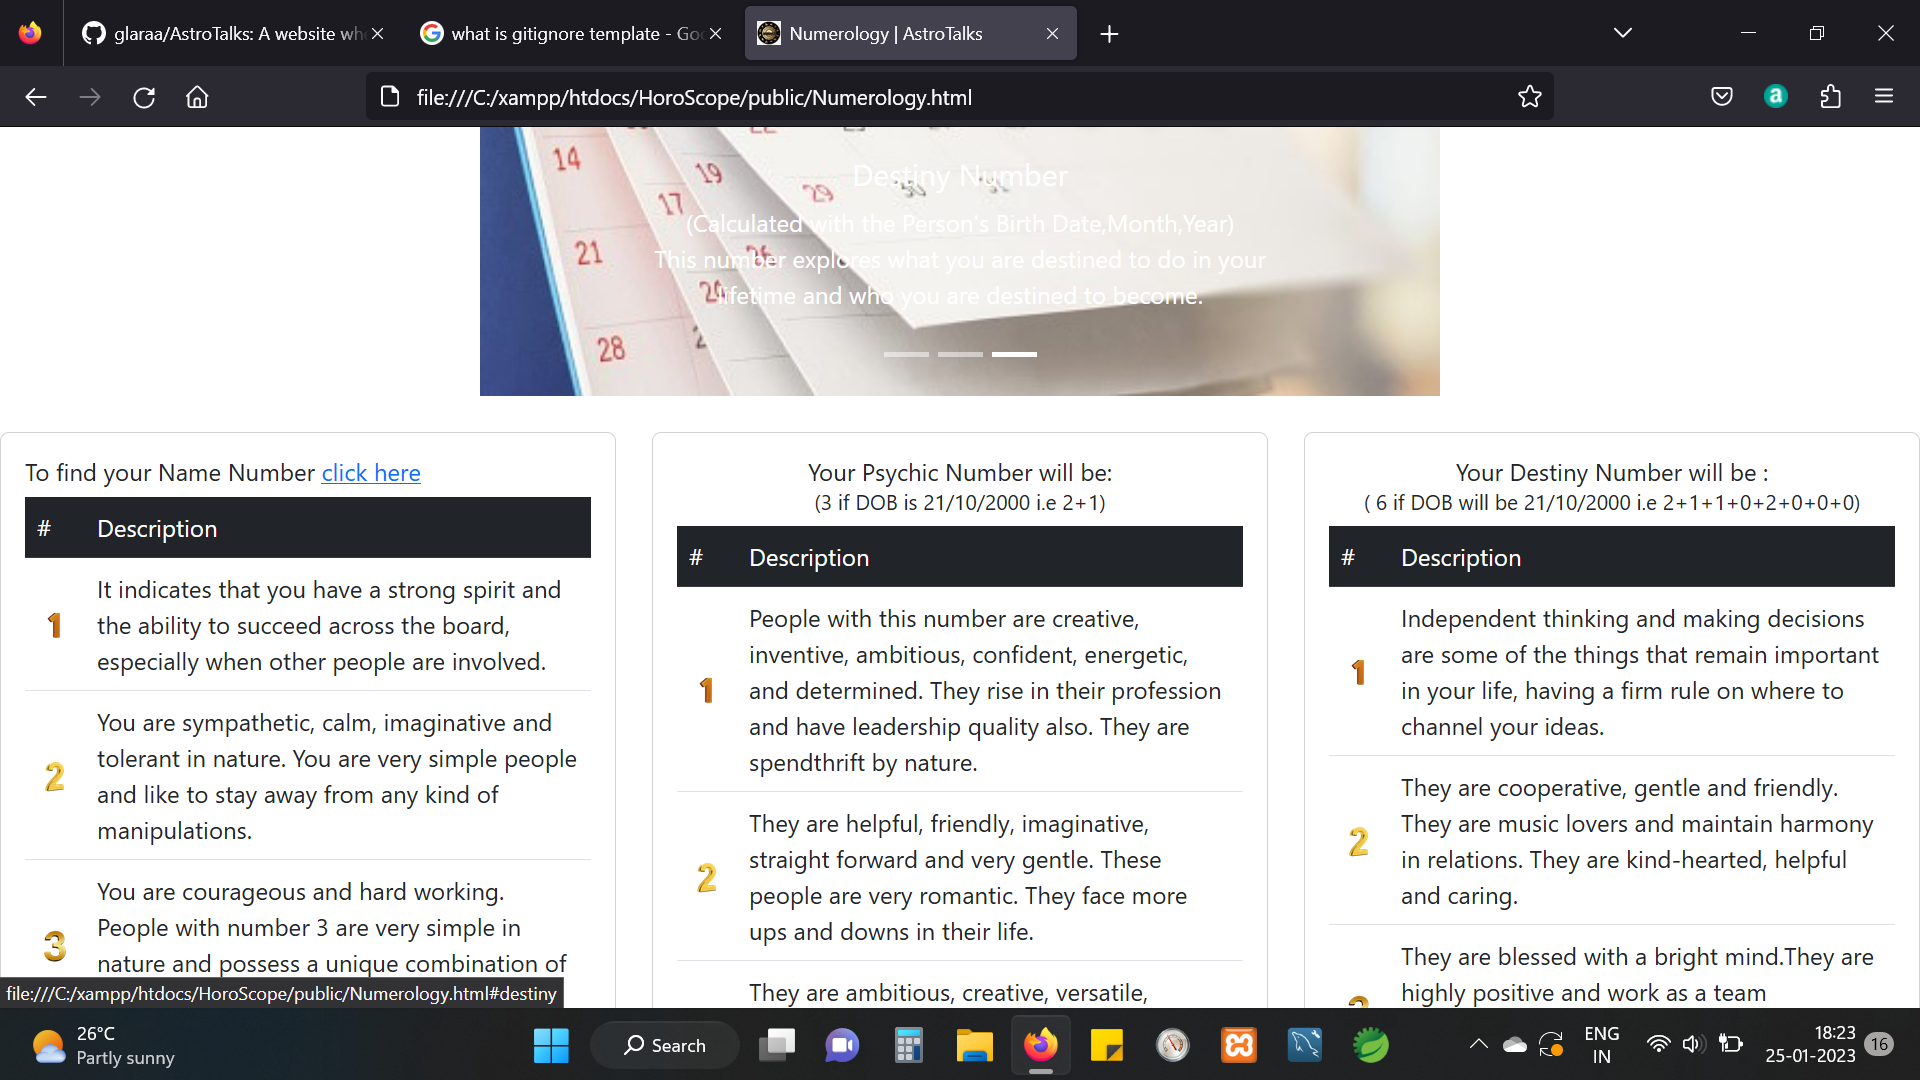 glaraa/AstroTalks: A website wh
what is gitignore template - Goo
Numerology | AstroTalks
file:///C:/xampp/htdocs/HoroScope/public/Numerology.html
14
19
29
17
21
26
28
Destiny Number
(Calculated with the Person's Birth Date,Month,Year)
This number explores what you are destined to do in your
lifetime and who you are destined to become.
To find your Name Number click here
# Description
1
It indicates that you have a strong spirit and
the ability to succeed across the board,
especially when other people are involved.
2
You are sympathetic, calm, imaginative and
tolerant in nature. You are very simple people
and like to stay away from any kind of
manipulations.
3
You are courageous and hard working.
People with number 3 are very simple in
nature and possess a unique combination of
Your Psychic Number will be:
(3 if DOB is 21/10/2000 i.e 2+1)
# Description
1
People with this number are creative,
inventive, ambitious, confident, energetic,
and determined. They rise in their profession
and have leadership quality also. They are
spendthrift by nature.
2
They are helpful, friendly, imaginative,
straight forward and very gentle. These
people are very romantic. They face more
ups and downs in their life.
They are ambitious, creative, versatile,
Your Destiny Number will be :
( 6 if DOB will be 21/10/2000 i.e 2+1+1+0+2+0+0+0)
# Description
1
Independent thinking and making decisions
are some of the things that remain important
in your life, having a firm rule on where to
channel your ideas.
2
They are cooperative, gentle and friendly.
They are music lovers and maintain harmony
in relations. They are kind-hearted, helpful
and caring.
They are blessed with a bright mind.They are
highly positive and work as a team
file:///C:/xampp/htdocs/HoroScope/public/Numerology.html#destiny
26°C
Partly sunny
Search
ENG
IN
18:23
25-01-2023
16